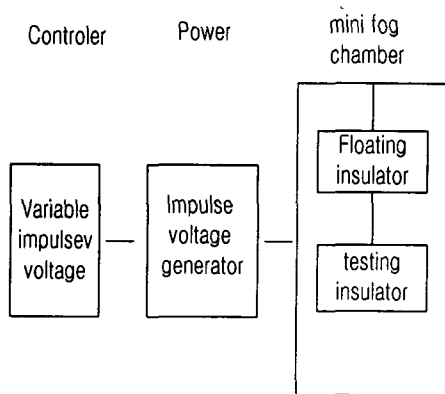 Controler
Power
mini fog
chamber
Variable
impulsev
voltage
Impulse
voltage
generator
Floating
insulator
testing
insulator